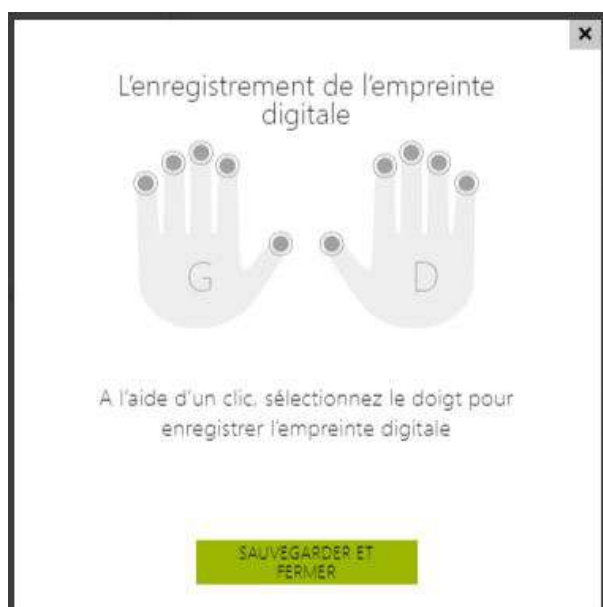 L'enregistrement de l'empreinte
digitale
G
D
A l'aide d'un clic, sélectionnez le doigt pour
enregistrer l'empreinte digitale
SAUVEGARDER ET
FERMER